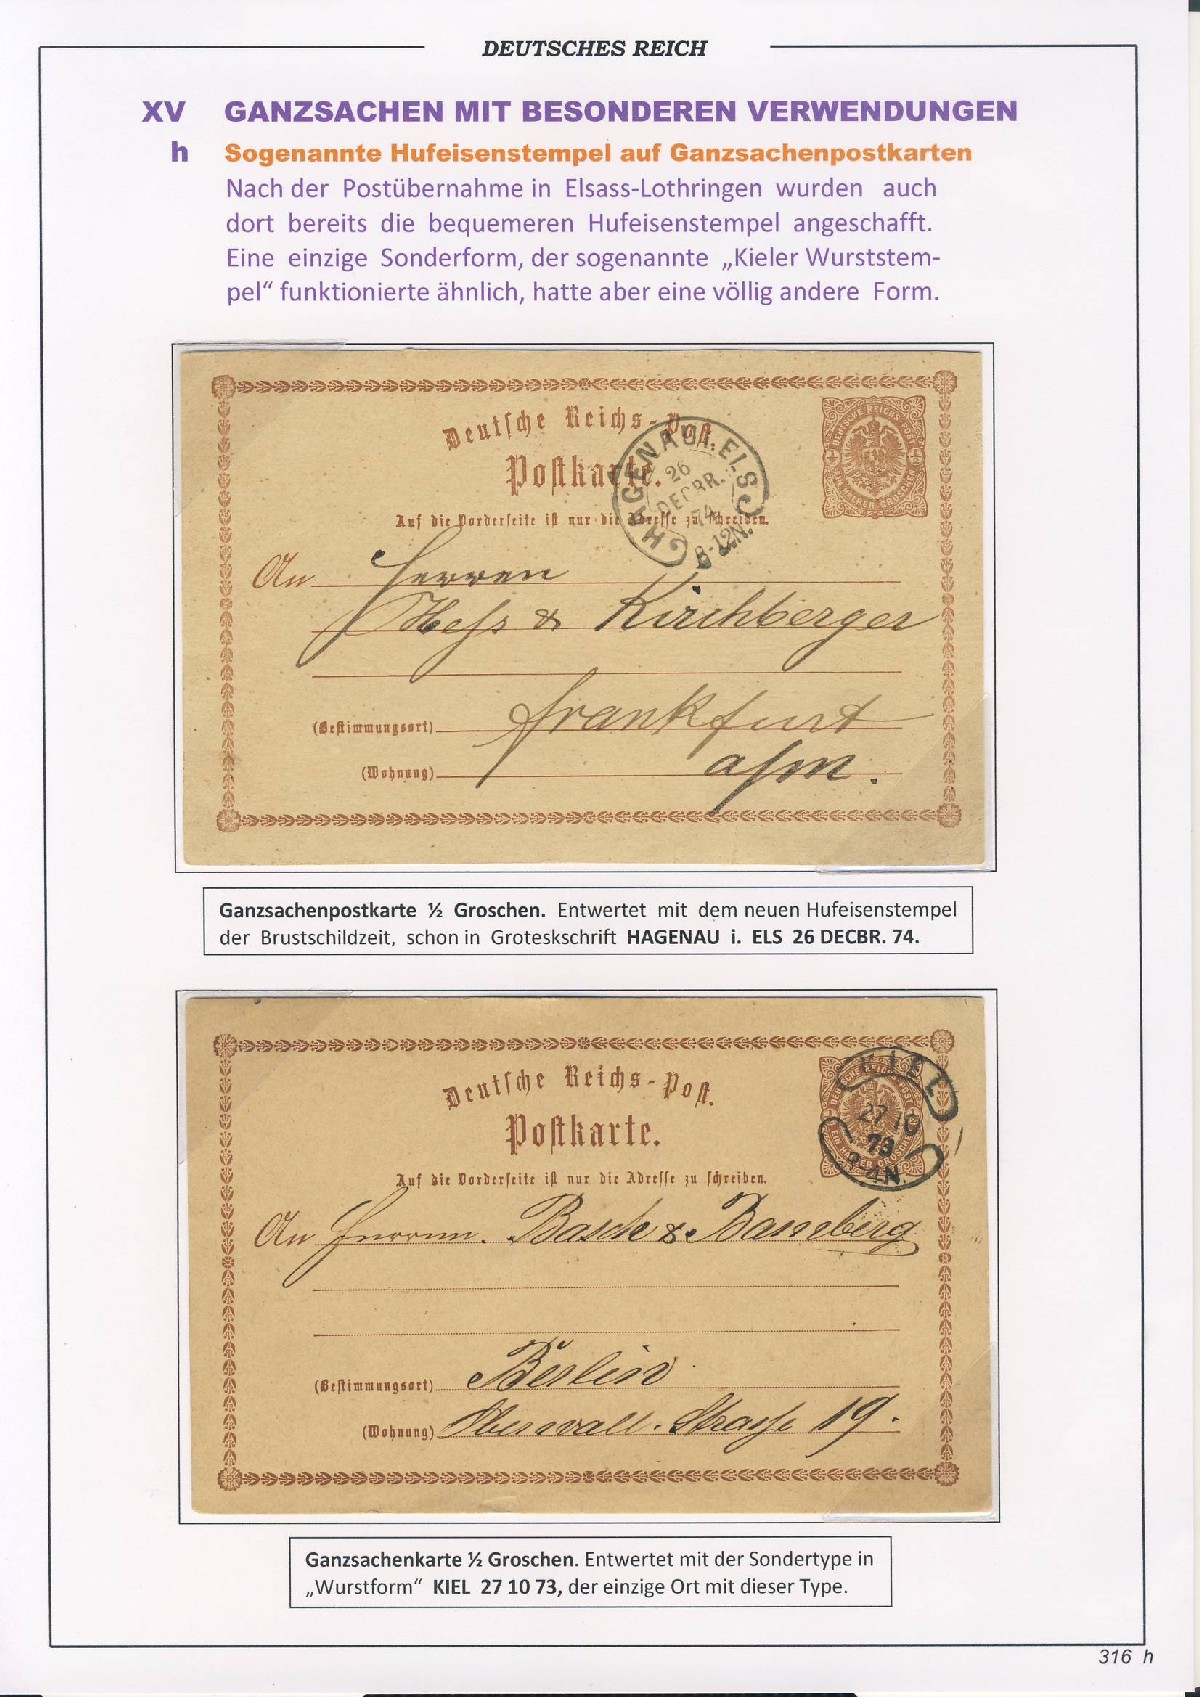 DEUTSCHES REICH
XV GANZSACHEN MIT BESONDEREN VERWENDUNGEN
h Sogenannte Hufeisenstempel auf Ganzsachenpostkarten
Nach der Postübernahme in Elsass-Lothringen wurden auch
dort bereits die bequemeren Hufeisenstempel angeschafft.
Eine einzige Sonderform, der sogenannte „Kieler Wurststem-
pel“ funktionierte ähnlich, hatte aber eine völlig andere Form.
Deutsche Reichs-Post.
Postkarte.
Auf die Vorderseite ist nur die Adresse zu schreiben.
HAGENAU I. ELS
26
DECBR.
74
8-12N.
An Herren
Hess & Kirchberger
(Bestimmungsort) Frankfurt
(Wohnung) a/m.
Ganzsachenpostkarte ½ Groschen. Entwertet mit dem neuen Hufeisenstempel
der Brustschildzeit, schon in Groteskschrift HAGENAU i. ELS 26 DECBR. 74.
Deutsche Reichs-Post.
Postkarte.
Auf die Vorderseite ist nur die Adresse zu schreiben.
KIEL
27 10
73
2-4N.
An Herren. Basch & Bamberg
(Bestimmungsort) Berlin
(Wohnung) Oberwall. Strasse 19.
Ganzsachenkarte ½ Groschen. Entwertet mit der Sondertype in
„Wurstform“ KIEL 27 10 73, der einzige Ort mit dieser Type.
316 h